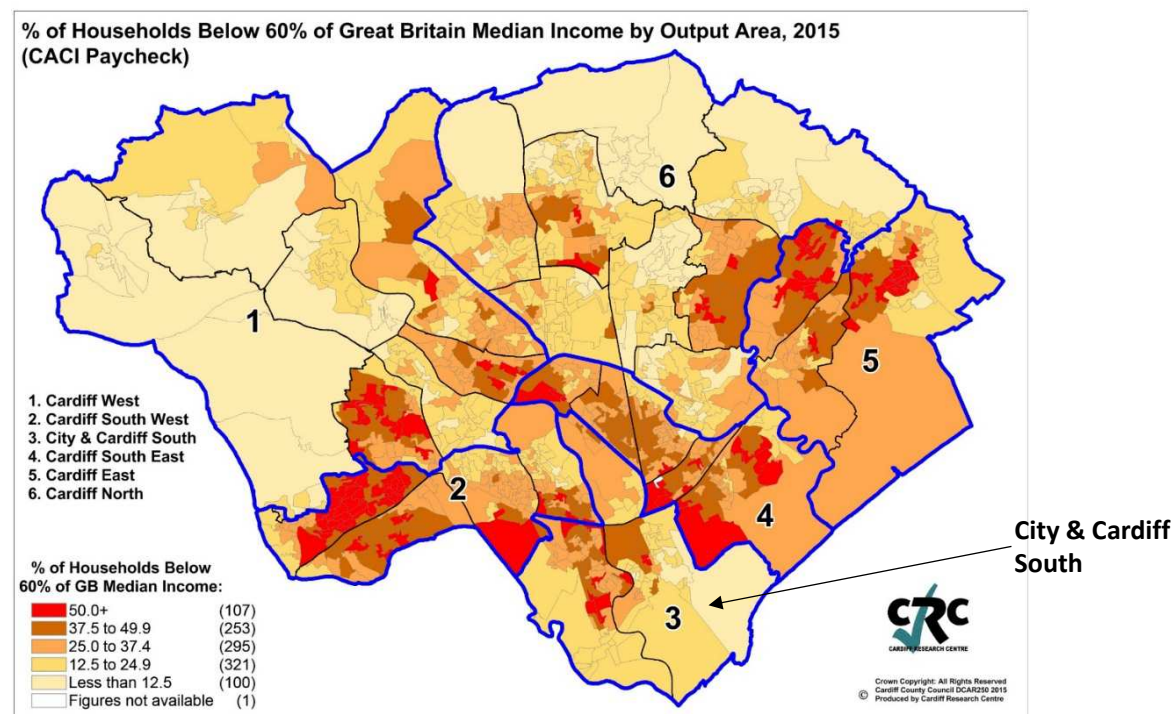 % of Households Below 60% of Great Britain Median Income by Output Area, 2015
(CACI Paycheck)
6
1
5
1. Cardiff West
2. Cardiff South West
3. City & Cardiff South
4. Cardiff South East
5. Cardiff East
6. Cardiff North
2
4
3
City & Cardiff
South
% of Households Below
60% of GB Median Income:
50.0+ (107)
37.5 to 49.9 (253)
25.0 to 37.4 (295)
12.5 to 24.9 (321)
Less than 12.5 (100)
Figures not available (1)
CRC
CARDIFF RESEARCH CENTRE
Crown Copyright: All Rights Reserved
Cardiff County Council DCAR250 2015
© Produced by Cardiff Research Centre